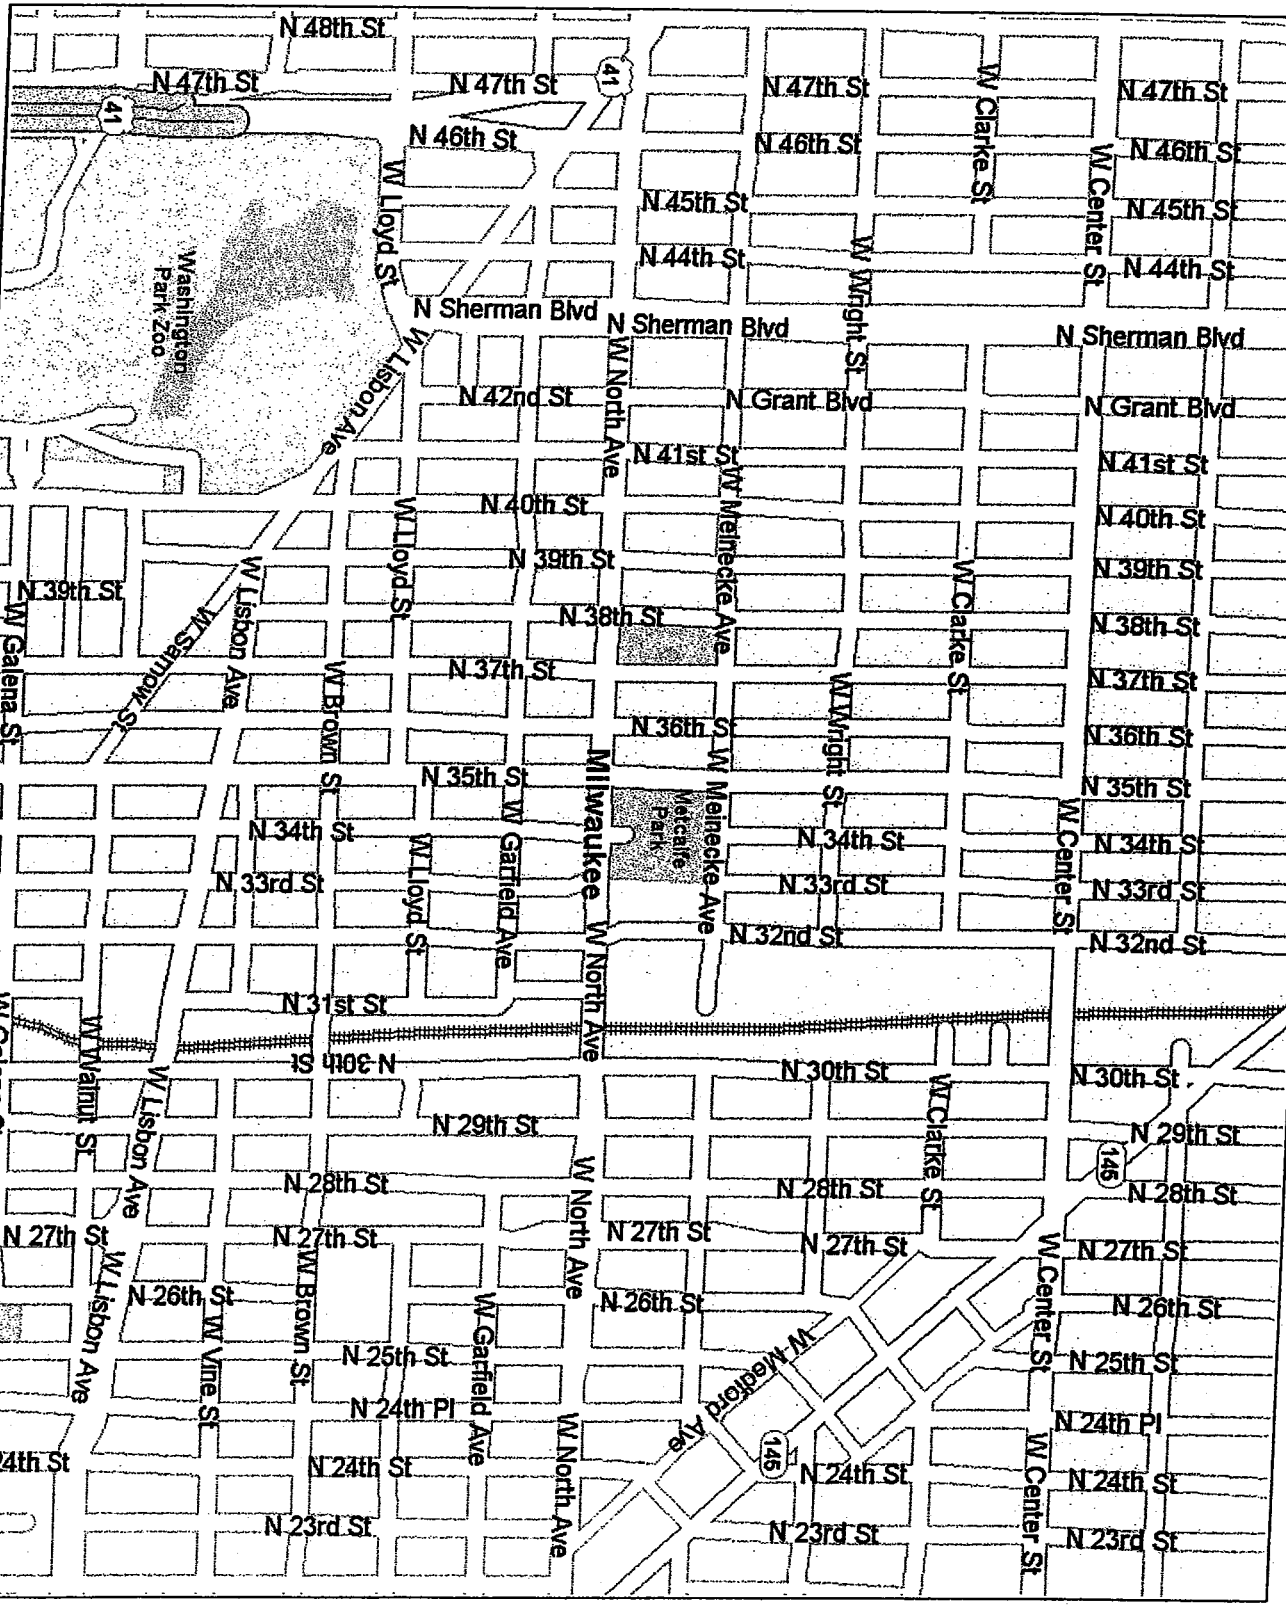 N 48th St
N 47th St
N 47th St
41
N 47th St
N 47th St
41
N 46th St
N 46th St
N 46th St
W Clarke St
W Center St
W Lloyd St
N 45th St
N 45th St
N 44th St
N 44th St
W Wright St
Washington
Park Zoo
N Sherman Blvd
N Sherman Blvd
N Sherman Blvd
W Lisbon Ave
W North Ave
N 42nd St
N Grant Blvd
N Grant Blvd
N 41st St
N 41st St
W Meinecke Ave
N 40th St
N 40th St
W Lloyd St
N 39th St
N 39th St
N 39th St
W Lisbon Ave
W Clarke St
W Galena St
W Sarnow St
N 38th St
N 38th St
N 37th St
N 37th St
W Brown St
W Wright St
N 36th St
N 36th St
Milwaukee
W Meinecke Ave
N 35th St
N 35th St
Metcalfe
Park
W Garfield Ave
W Center St
N 34th St
N 34th St
N 34th St
W Lloyd St
N 33rd St
N 33rd St
N 33rd St
W North Ave
N 32nd St
N 32nd St
N 31st St
W Walnut St
N 30th St
N 30th St
N 30th St
W Lisbon Ave
W Clarke St
N 29th St
N 29th St
145
W North Ave
N 28th St
N 28th St
N 28th St
N 27th St
N 27th St
N 27th St
N 27th St
N 27th St
W Center St
W Lisbon Ave
W Brown St
N 26th St
N 26th St
N 26th St
W Vine St
W Garfield Ave
W Medford Ave
N 25th St
N 25th St
N 24th Pl
N 24th Pl
W North Ave
145
W Center St
24th St
N 24th St
N 24th St
N 24th St
N 23rd St
N 23rd St
N 23rd St